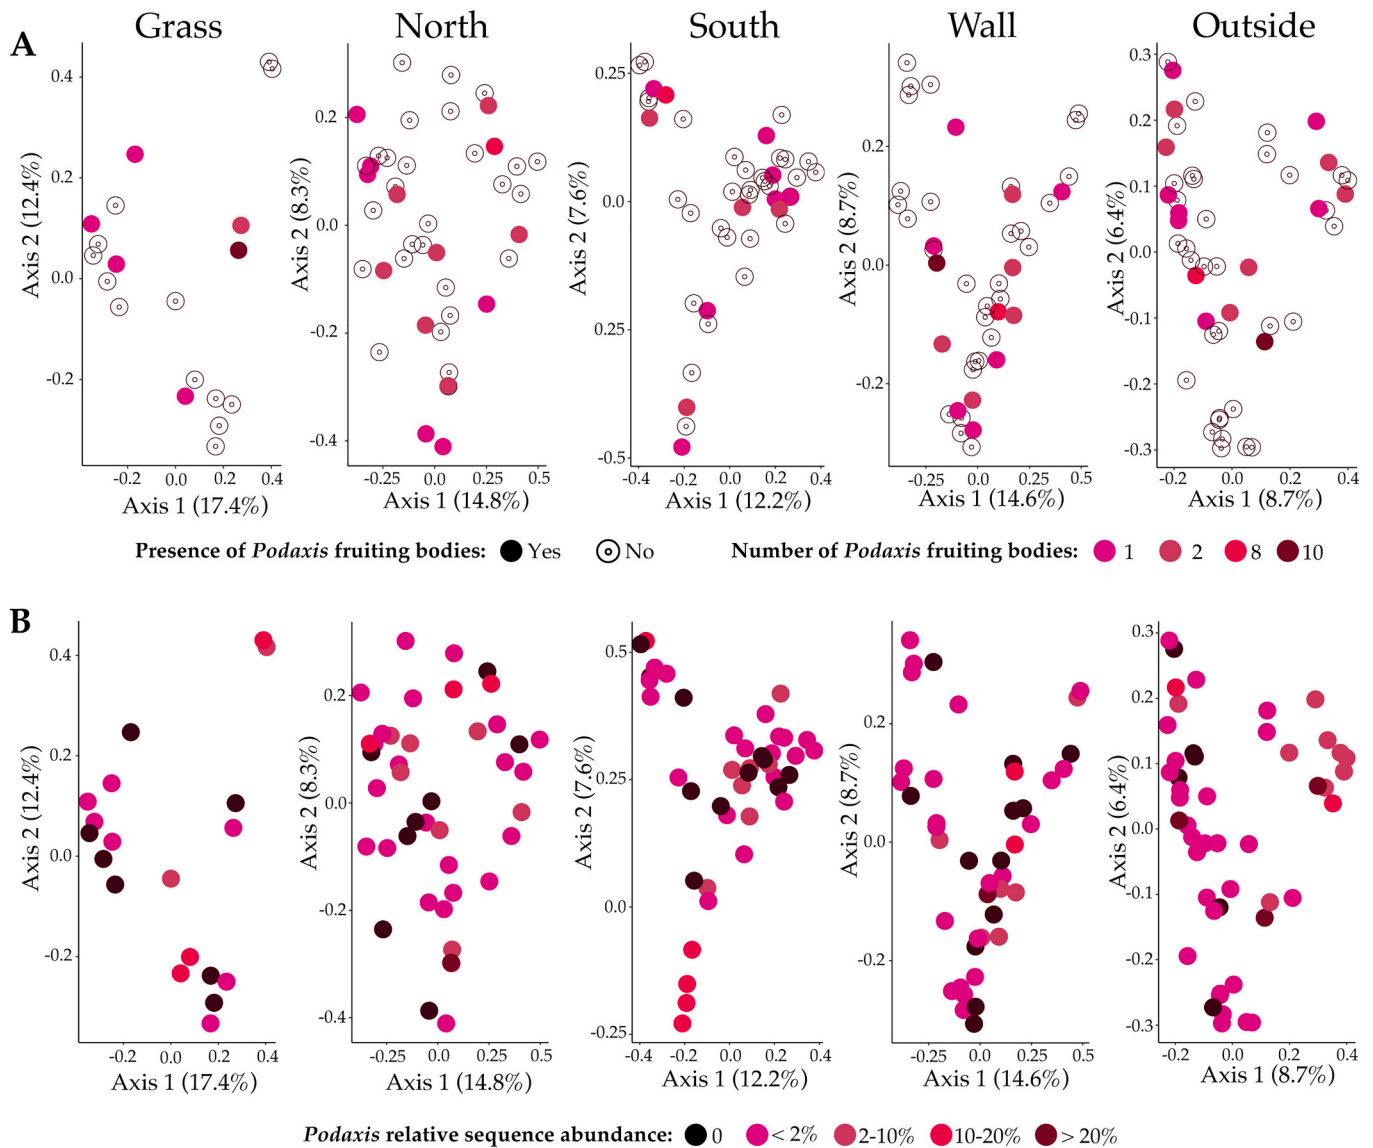 Grass North South Wall Outside
A
0.4 0.2 0.0 -0.2
Axis 2 (12.4%)
-0.2 0.0 0.2 0.4
Axis 1 (17.4%)
0.2 0.0 -0.2 -0.4
Axis 2 (8.3%)
-0.25 0.0 0.25 0.5
Axis 1 (14.8%)
0.25 0.0 0.25 -0.5
Axis 2 (7.6%)
-0.4 -0.2 0.0 0.2 0.4
Axis 1 (12.2%)
0.2 0.0 -0.2
Axis 2 (8.7%)
-0.25 0.0 0.25
Axis 1 (14.6%)
0.3 0.2 0.1 0.0 -0.1 -0.2 -0.3
Axis 2 (6.4%)
-0.2 0.0 0.2 0.4
Axis 1 (8.7%)
Presence of Podaxis fruiting bodies: Yes No Number of Podaxis fruiting bodies: 1 2 8 10
B
0.4 0.2 0.0 -0.2
Axis 2 (12.4%)
-0.2 0.0 0.2 0.4
Axis 1 (17.4%)
0.2 0.0 -0.2 -0.4
Axis 2 (8.3%)
-0.25 0.0 0.25 0.5
Axis 1 (14.8%)
0.5 0.25 0.0 -0.25
Axis 2 (7.6%)
-0.4 -0.2 0.0 0.2 0.4
Axis 1 (12.2%)
0.2 0.0 -0.2
Axis 2 (8.7%)
-0.25 0.0 0.25
Axis 1 (14.6%)
0.3 0.2 0.1 0.0 -0.1 -0.2 -0.3
Axis 2 (6.4%)
-0.2 0.0 0.2 0.4
Axis 1 (8.7%)
Podaxis relative sequence abundance: 0 < 2% 2-10% 10-20% > 20%